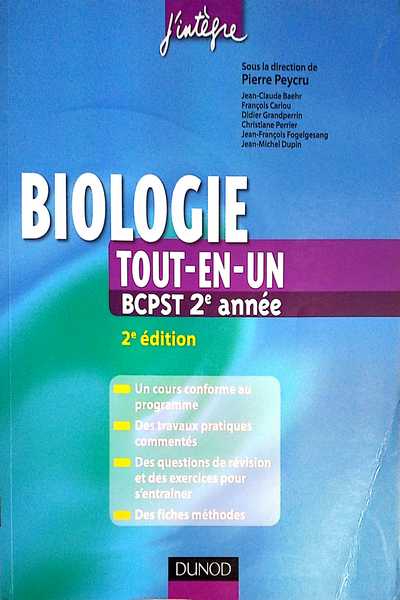 J'intègre
Sous la direction de
Pierre Peycru
Jean-Claude Baehr
François Cariou
Didier Grandperrin
Christiane Perrier
Jean-François Fogelgesang
Jean-Michel Dupin
BIOLOGIE
TOUT-EN-UN
BCPST 2e année
2e édition
Un cours conforme au
programme
Des travaux pratiques
commentés
Des questions de révision
et des exercices pour
s'entraîner
Des fiches méthodes
DUNOD